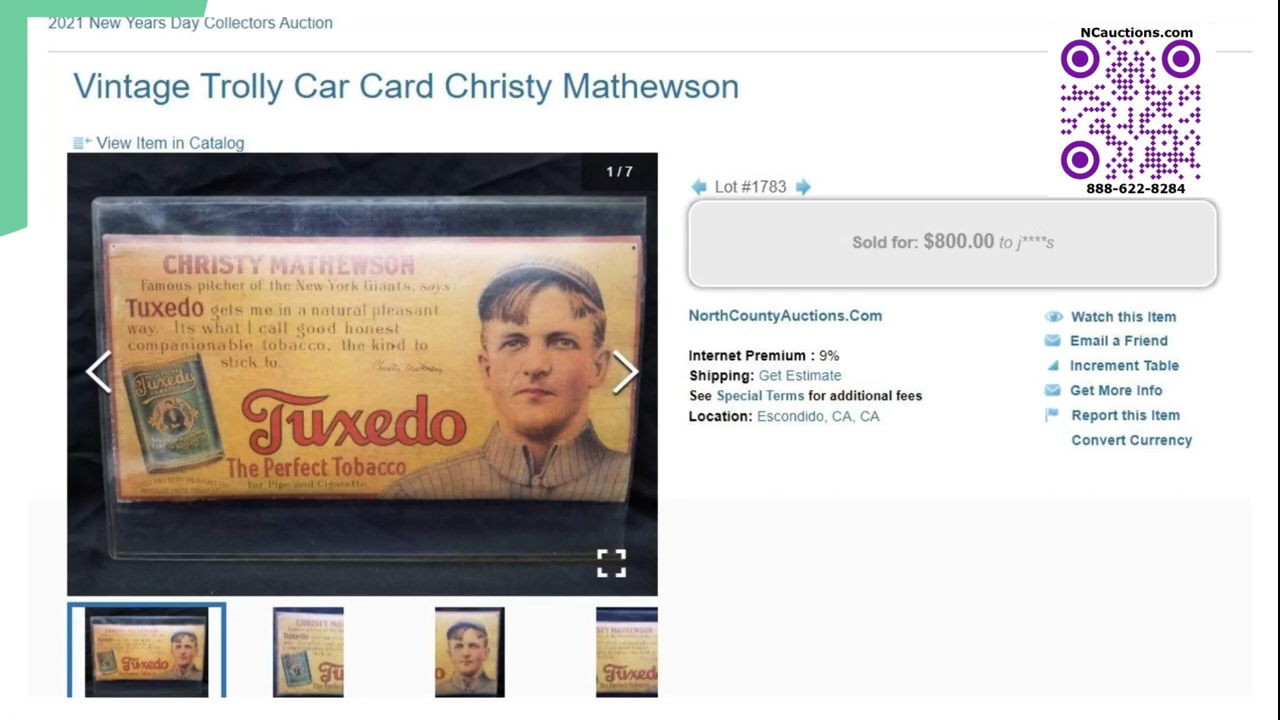 2021 New Years Day Collectors Auction
NCauctions.com
Vintage Trolly Car Card Christy Mathewson
View Item in Catalog
1 / 7
Lot #1783
888-622-8284
Sold for: $800.00 to j****s
CHRISTY MATHEWSON
Famous pitcher of the New York Giants, says:
Tuxedo gets me in a natural pleasant
way. Its what I call good honest
companionable tobacco, the kind to
stick to.
Christy Mathewson
Tuxedo
Tuxedo
The Perfect Tobacco
For Pipe and Cigarette
NorthCountyAuctions.Com
Internet Premium : 9%
Shipping: Get Estimate
See Special Terms for additional fees
Location: Escondido, CA, CA
Watch this Item
Email a Friend
Increment Table
Get More Info
Report this Item
Convert Currency